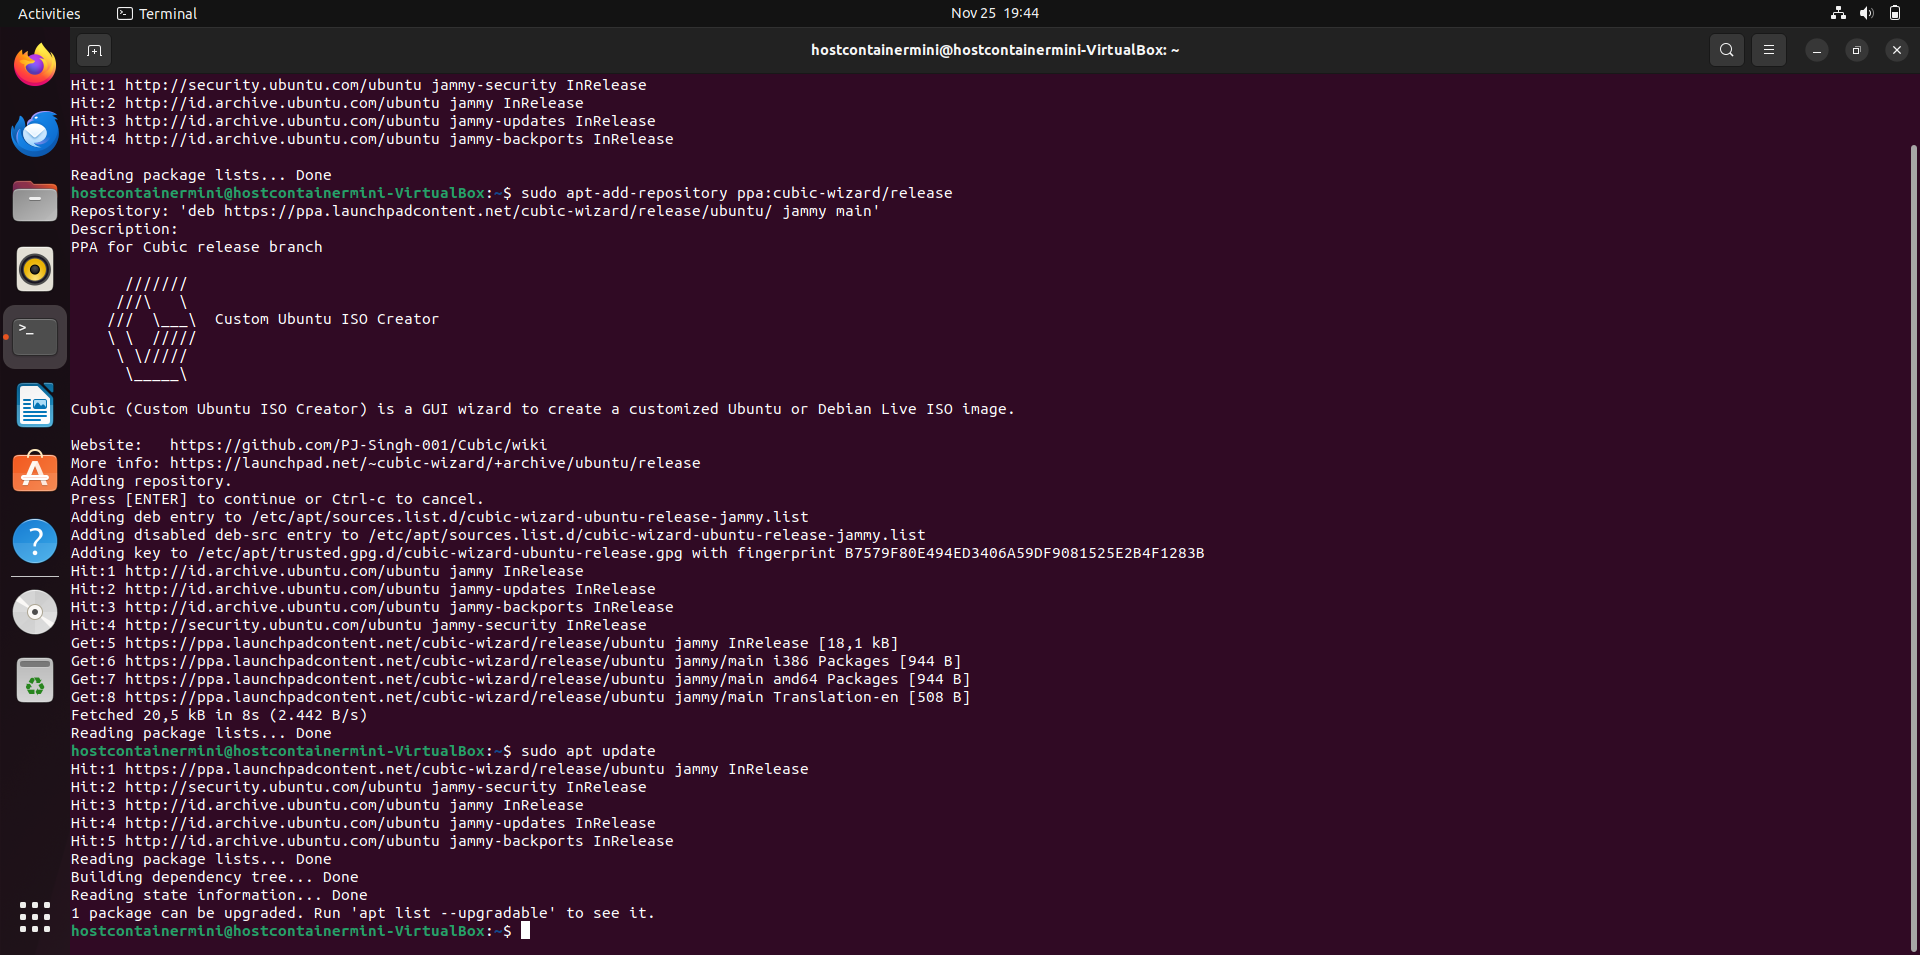 Activities
Terminal
Nov 25 19:44
hostcontainermini@hostcontainermini-VirtualBox: ~
Hit:1 http://security.ubuntu.com/ubuntu jammy-security InRelease
Hit:2 http://id.archive.ubuntu.com/ubuntu jammy InRelease
Hit:3 http://id.archive.ubuntu.com/ubuntu jammy-updates InRelease
Hit:4 http://id.archive.ubuntu.com/ubuntu jammy-backports InRelease
Reading package lists... Done
hostcontainermini@hostcontainermini-VirtualBox:~$ sudo apt-add-repository ppa:cubic-wizard/release
Repository: 'deb https://ppa.launchpadcontent.net/cubic-wizard/release/ubuntu/ jammy main'
Description:
PPA for Cubic release branch
      ///////
     ///\   \
    ///  \___\  Custom Ubuntu ISO Creator
    \ \  /////
     \ \/////
      \_____\
Cubic (Custom Ubuntu ISO Creator) is a GUI wizard to create a customized Ubuntu or Debian Live ISO image.
Website:   https://github.com/PJ-Singh-001/Cubic/wiki
More info: https://launchpad.net/~cubic-wizard/+archive/ubuntu/release
Adding repository.
Press [ENTER] to continue or Ctrl-c to cancel.
Adding deb entry to /etc/apt/sources.list.d/cubic-wizard-ubuntu-release-jammy.list
Adding disabled deb-src entry to /etc/apt/sources.list.d/cubic-wizard-ubuntu-release-jammy.list
Adding key to /etc/apt/trusted.gpg.d/cubic-wizard-ubuntu-release.gpg with fingerprint B7579F80E494ED3406A59DF9081525E2B4F1283B
Hit:1 http://id.archive.ubuntu.com/ubuntu jammy InRelease
Hit:2 http://id.archive.ubuntu.com/ubuntu jammy-updates InRelease
Hit:3 http://id.archive.ubuntu.com/ubuntu jammy-backports InRelease
Hit:4 http://security.ubuntu.com/ubuntu jammy-security InRelease
Get:5 https://ppa.launchpadcontent.net/cubic-wizard/release/ubuntu jammy InRelease [18,1 kB]
Get:6 https://ppa.launchpadcontent.net/cubic-wizard/release/ubuntu jammy/main i386 Packages [944 B]
Get:7 https://ppa.launchpadcontent.net/cubic-wizard/release/ubuntu jammy/main amd64 Packages [944 B]
Get:8 https://ppa.launchpadcontent.net/cubic-wizard/release/ubuntu jammy/main Translation-en [508 B]
Fetched 20,5 kB in 8s (2.442 B/s)
Reading package lists... Done
hostcontainermini@hostcontainermini-VirtualBox:~$ sudo apt update
Hit:1 https://ppa.launchpadcontent.net/cubic-wizard/release/ubuntu jammy InRelease
Hit:2 http://security.ubuntu.com/ubuntu jammy-security InRelease
Hit:3 http://id.archive.ubuntu.com/ubuntu jammy InRelease
Hit:4 http://id.archive.ubuntu.com/ubuntu jammy-updates InRelease
Hit:5 http://id.archive.ubuntu.com/ubuntu jammy-backports InRelease
Reading package lists... Done
Building dependency tree... Done
Reading state information... Done
1 package can be upgraded. Run 'apt list --upgradable' to see it.
hostcontainermini@hostcontainermini-VirtualBox:~$